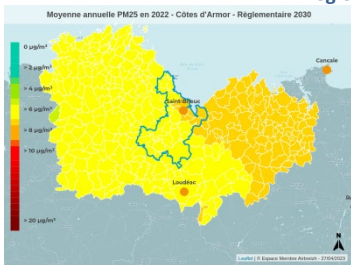 Moyenne annuelle PM25 en 2022 - Côtes d'Armor - Règlementaire 2030
0 µg/m³
> 2 µg/m³
> 4 µg/m³
> 6 µg/m³
> 8 µg/m³
> 10 µg/m³
> 20 µg/m³
Cancale
Saint-Brieuc
Loudéac
N
Leaflet | © Espace Membre Airbreizh - 27/04/2023